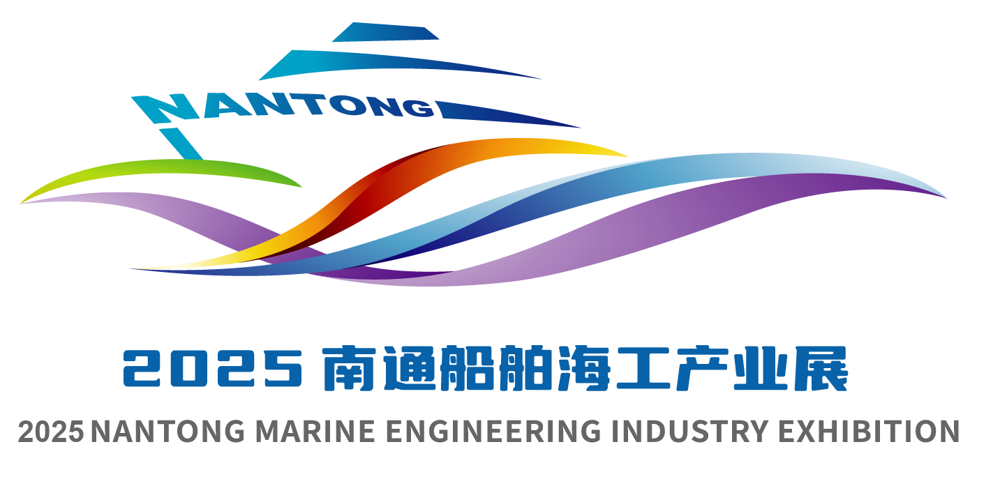 NANTONG
2025 南通船舶海工产业展
2025 NANTONG MARINE ENGINEERING INDUSTRY EXHIBITION